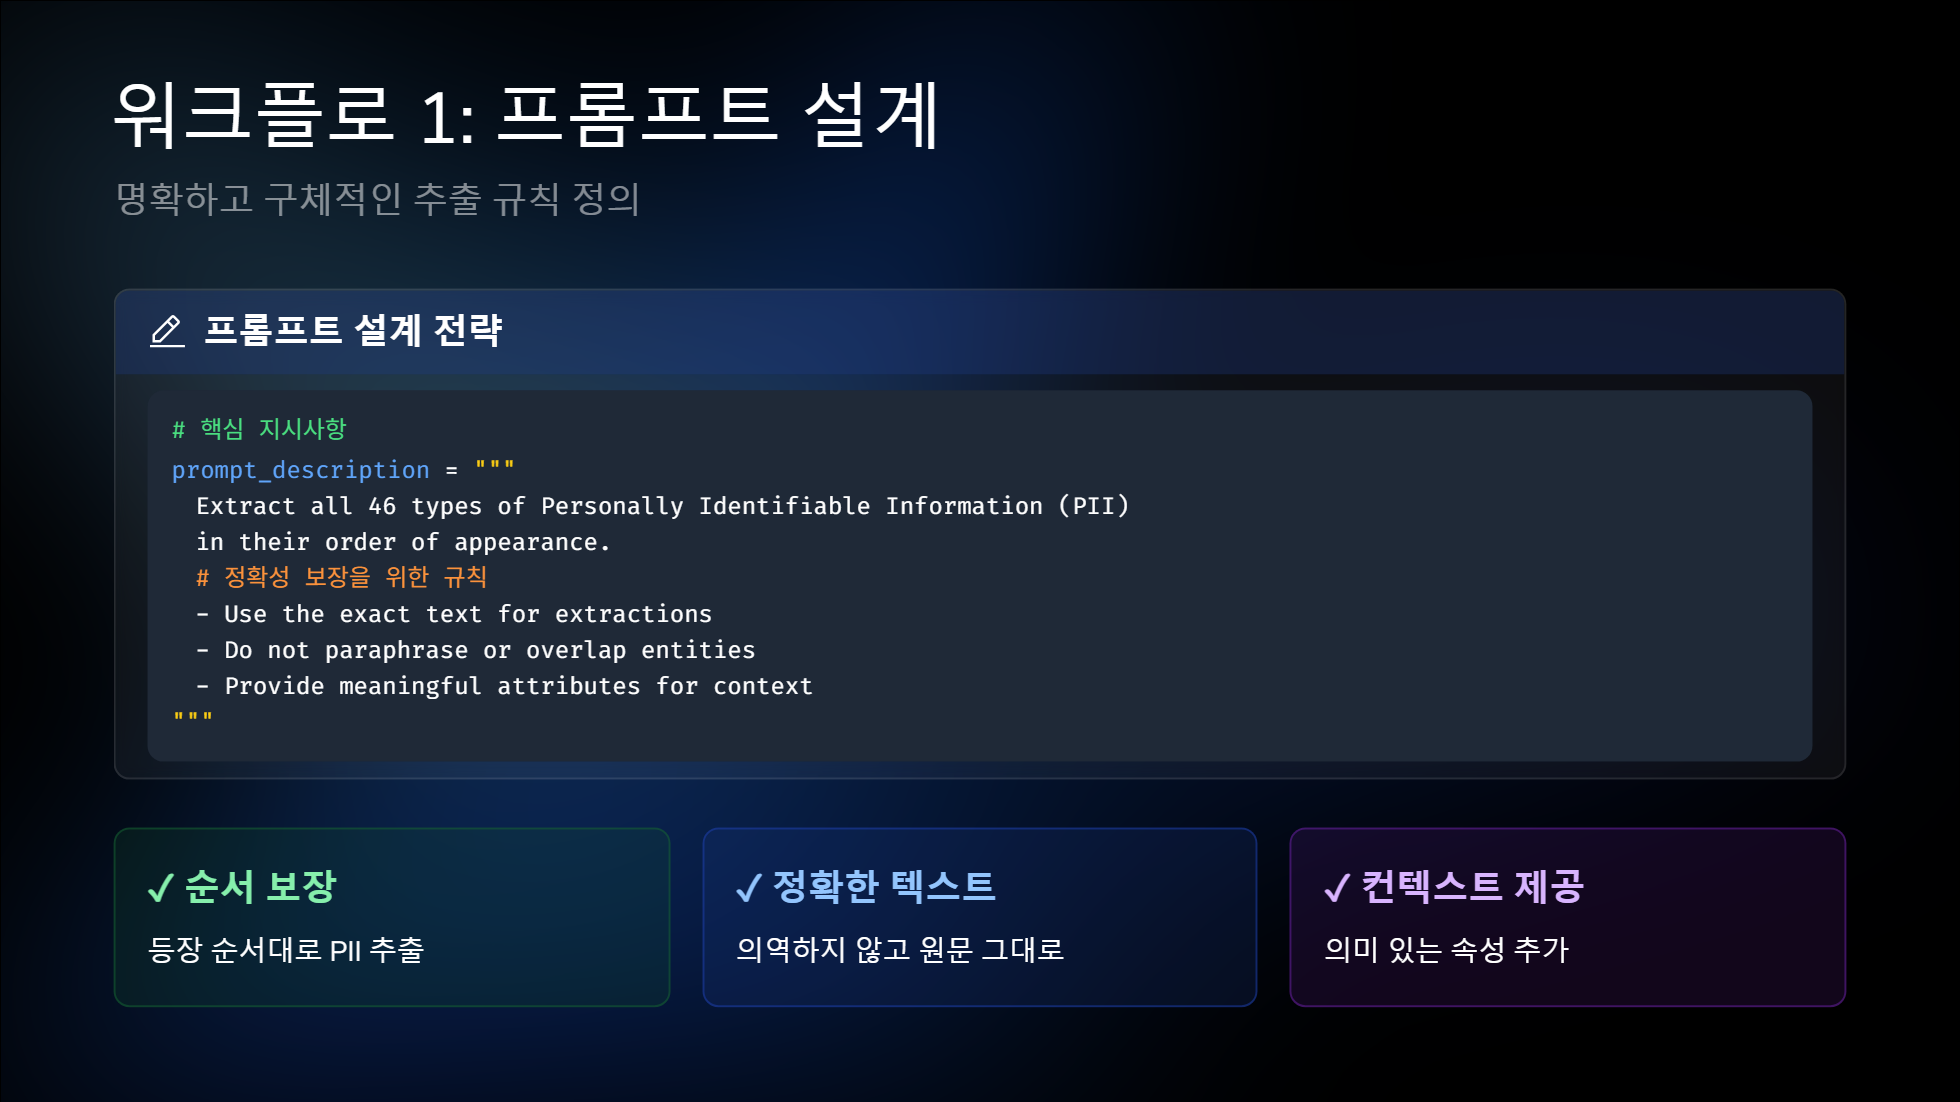 워크플로 1: 프롬프트 설계
명확하고 구체적인 추출 규칙 정의
프롬프트 설계 전략
# 핵심 지시사항
prompt_description = """
Extract all 46 types of Personally Identifiable Information (PII)
in their order of appearance.
# 정확성 보장을 위한 규칙
- Use the exact text for extractions
- Do not paraphrase or overlap entities
- Provide meaningful attributes for context
"""
✓ 순서 보장
등장 순서대로 PII 추출
✓ 정확한 텍스트
의역하지 않고 원문 그대로
✓ 컨텍스트 제공
의미 있는 속성 추가